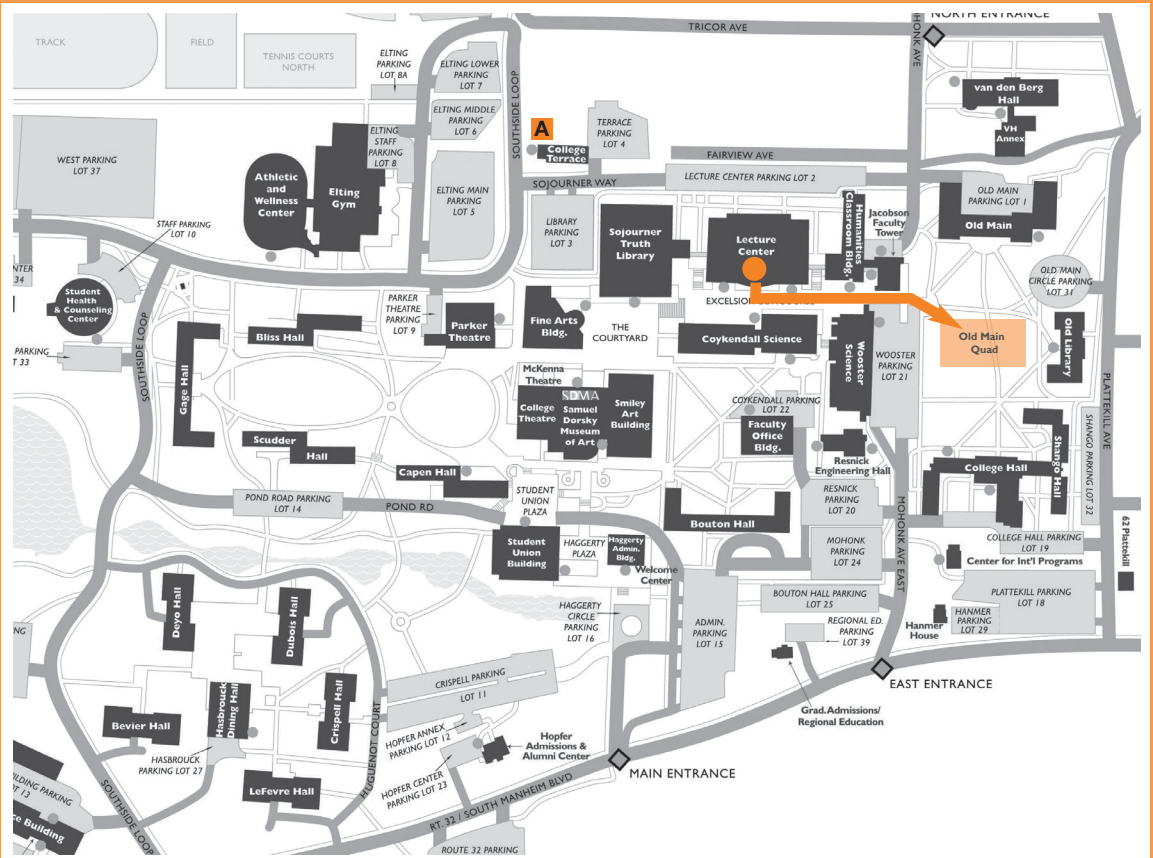 NORTH ENTRANCE
TRICOR AVE
MOHONK AVE
TRACK
FIELD
TENNIS COURTS
NORTH
ELTING
PARKING
LOT 8A
ELTING LOWER
PARKING
LOT 7
SOUTHSIDE LOOP
ELTING MIDDLE
PARKING
LOT 6
A
College
Terrace
TERRACE
PARKING
LOT 4
van den Berg
Hall
VH
Annex
FAIRVIEW AVE
WEST PARKING
LOT 37
ELTING
STAFF
PARKING
LOT 8
Athletic
and
Wellness
Center
Elting
Gym
ELTING MAIN
PARKING
LOT 5
SOJOURNER WAY
LECTURE CENTER PARKING LOT 2
OLD MAIN
PARKING LOT 1
Old Main
STAFF PARKING
LOT 10
LIBRARY
PARKING
LOT 3
Sojourner
Truth
Library
Lecture
Center
Humanities
Classroom Bldg.
Jacobson
Faculty
Tower
OLD MAIN
CIRCLE PARKING
LOT 31
NTER
34
Student
Health
& Counseling
Center
PARKING
T 33
SOUTHSIDE LOOP
PARKER
THEATRE
PARKING
LOT 9
Parker
Theatre
Fine Arts
Bldg.
THE
COURTYARD
EXCELSIOR CONCOURSE
Coykendall Science
Wooster
Science
WOOSTER
PARKING
LOT 21
Old Main
Quad
Old Library
PLATTEKILL AVE
Bliss Hall
Gage Hall
McKenna
Theatre
College
Theatre
SDMA
Samuel
Dorsky
Museum
of Art
Smiley
Art
Building
COYKENDALL PARKING
LOT 22
Faculty
Office
Bldg.
Resnick
Engineering Hall
Scudder
Hall
Capen Hall
College Hall
Shango Hall
SHANGO PARKING LOT 32
POND ROAD PARKING
LOT 14
POND RD
STUDENT
UNION
PLAZA
Bouton Hall
RESNICK
PARKING
LOT 20
MOHONK AVE EAST
62 Plattekill
Student
Union
Building
HAGGERTY
PLAZA
Haggerty
Admin.
Bldg.
Welcome
Center
MOHONK
PARKING
LOT 24
COLLEGE HALL PARKING
LOT 19
Center for Int'l Programs
Deyo Hall
Dubois Hall
HAGGERTY
CIRCLE
PARKING
LOT 16
ADMIN.
PARKING
LOT 15
BOUTON HALL PARKING
LOT 25
REGIONAL ED.
PARKING
LOT 39
Hanmer
House
HANMER
PARKING
LOT 29
PLATTEKILL PARKING
LOT 18
NG
Bevier Hall
Hasbrouck
Dining Hall
Crispell Hall
CRISPELL PARKING
LOT 11
EAST ENTRANCE
Grad. Admissions/
Regional Education
HASBROUCK
PARKING LOT 27
HUGUENOT COURT
HOPFER ANNEX
PARKING LOT 12
Hopfer
Admissions &
Alumni Center
HOPFER CENTER
PARKING LOT 23
MAIN ENTRANCE
LeFevre Hall
RT. 32 / SOUTH MANHEIM BLVD
UILDING PARKING
OT 13
ce Building
SOUTHSIDE LOOP
ROUTE 32 PARKING